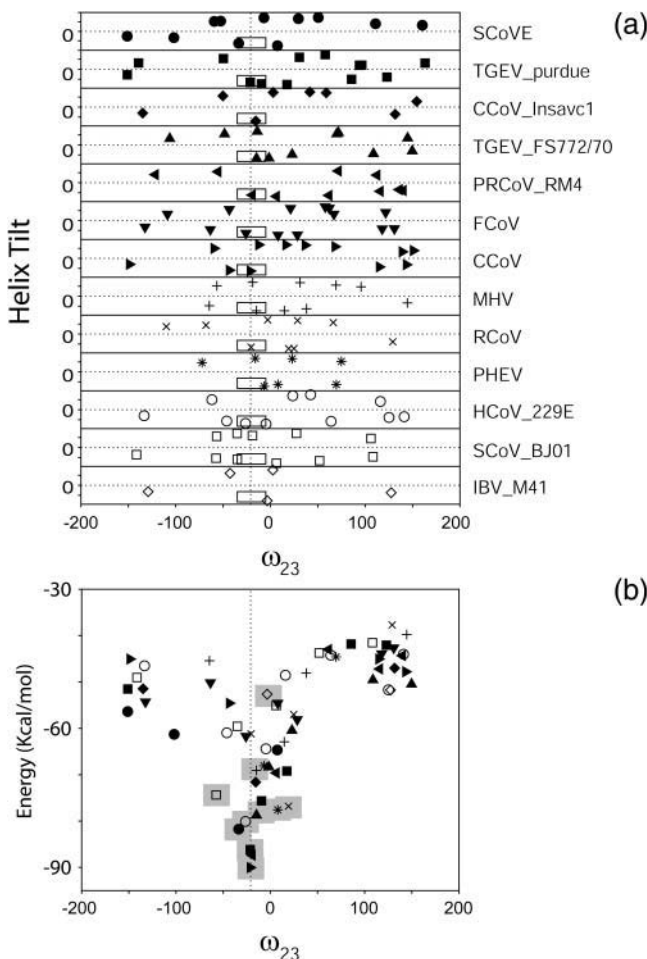 (a)
Helix Tilt
0 SCoVE
0 TGEV_purdue
0 CCoV_Insavc1
0 TGEV_FS772/70
0 PRCoV_RM4
0 FCoV
0 CCoV
0 MHV
0 RCoV
0 PHEV
0 HCoV_229E
0 SCoV_BJ01
0 IBV_M41
-200 -100 0 100 200
ω23
(b)
Energy (Kcal/mol)
-30
-60
-90
-200 -100 0 100 200
ω23